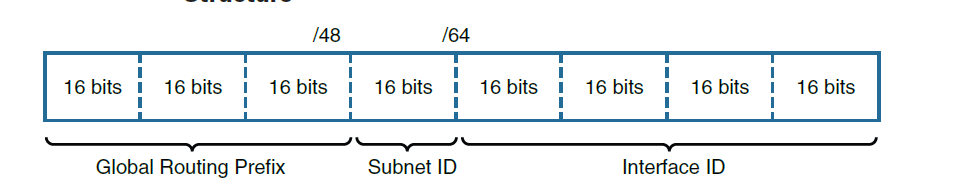 Structure
/48 /64
16 bits 16 bits 16 bits 16 bits 16 bits 16 bits 16 bits 16 bits
Global Routing Prefix Subnet ID Interface ID